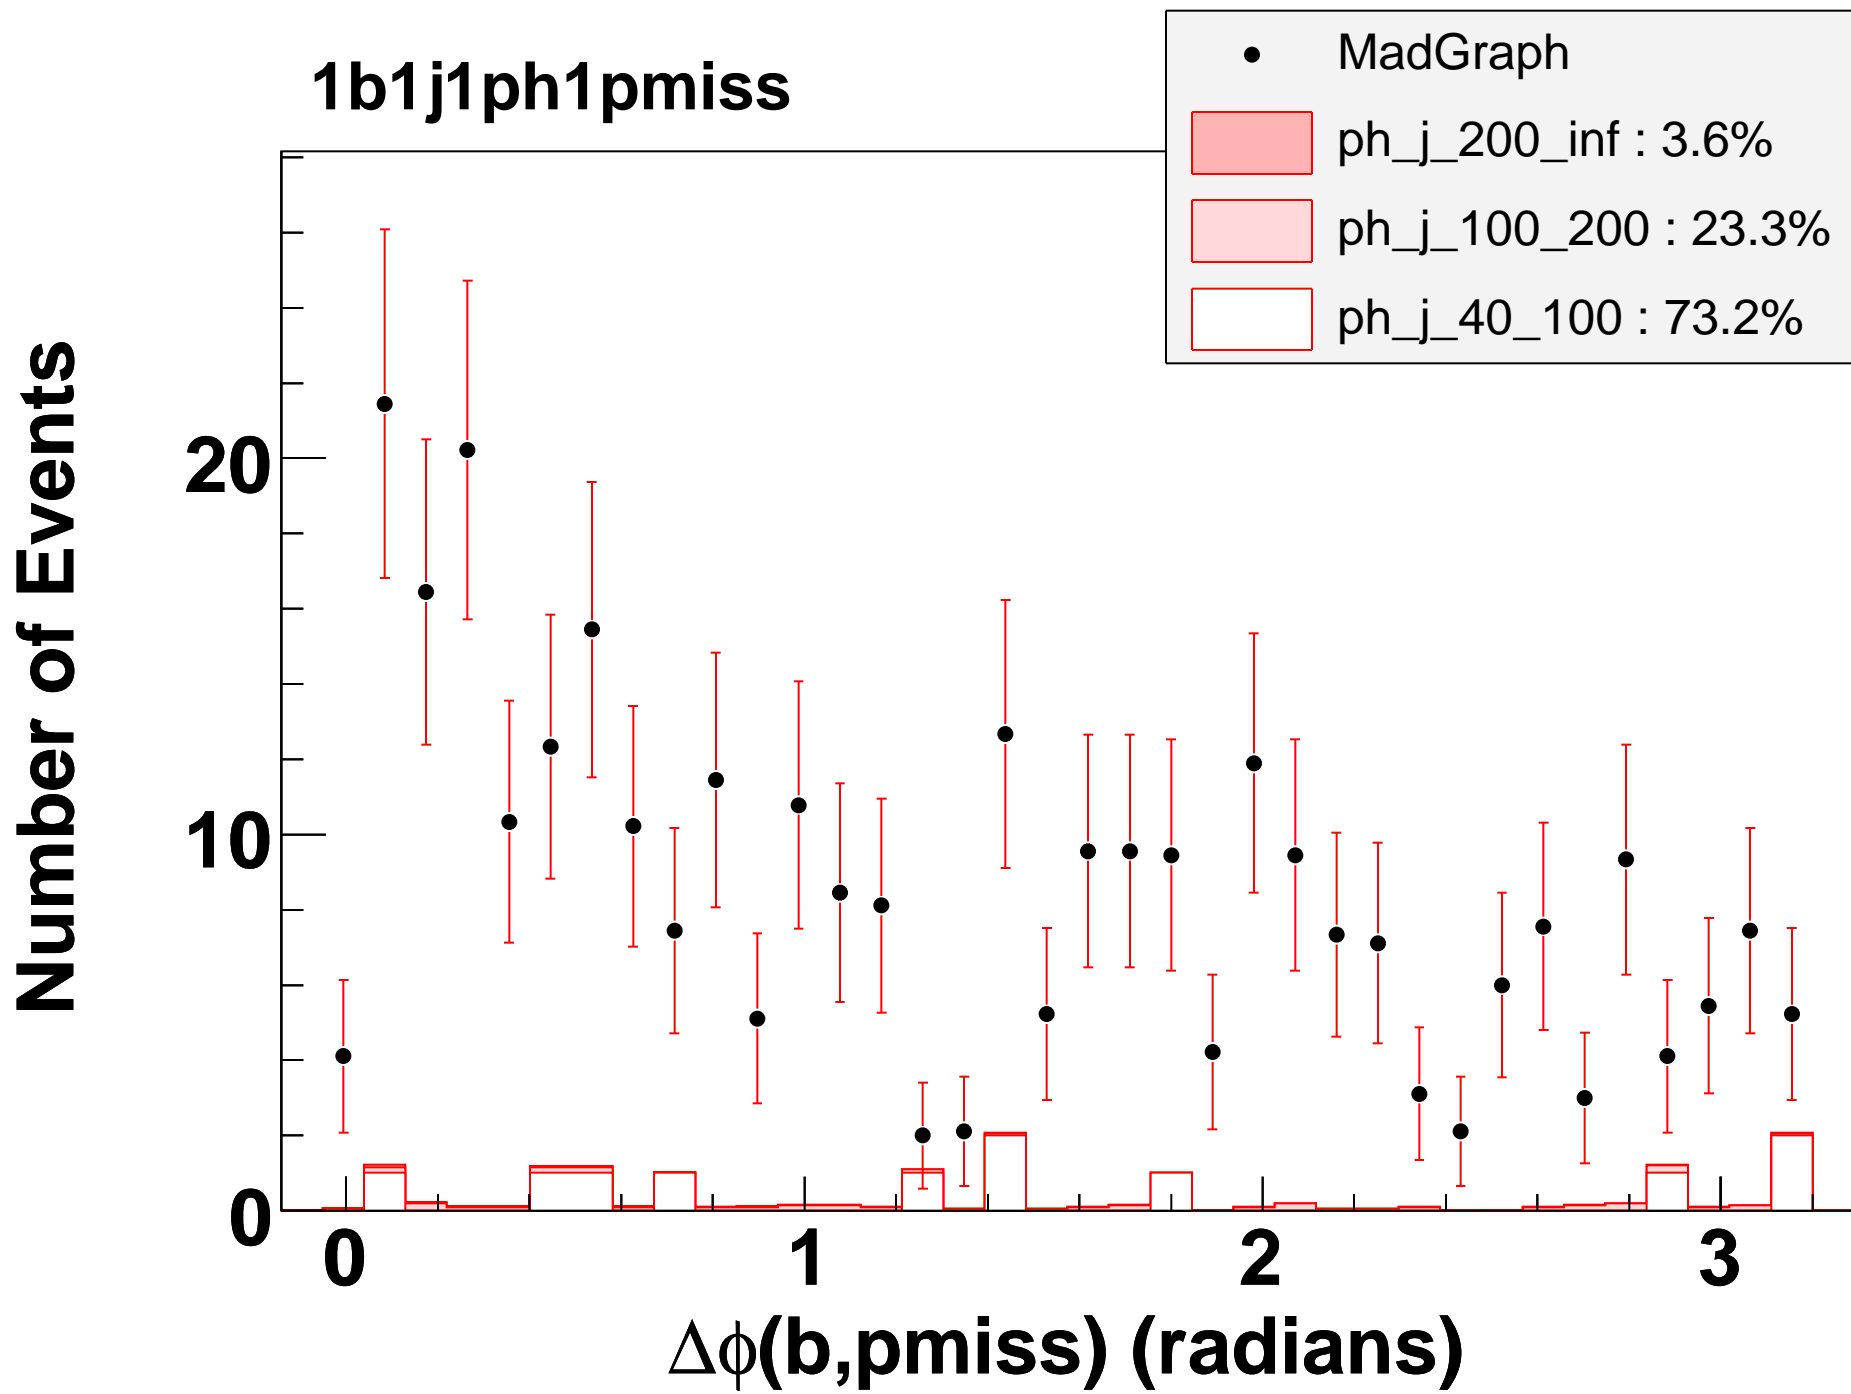 1b1j1ph1pmiss
MadGraph
ph_j_200_inf : 3.6%
ph_j_100_200 : 23.3%
ph_j_40_100 : 73.2%
Number of Events
20
10
0
0 1 2 3
Δϕ(b,pmiss) (radians)